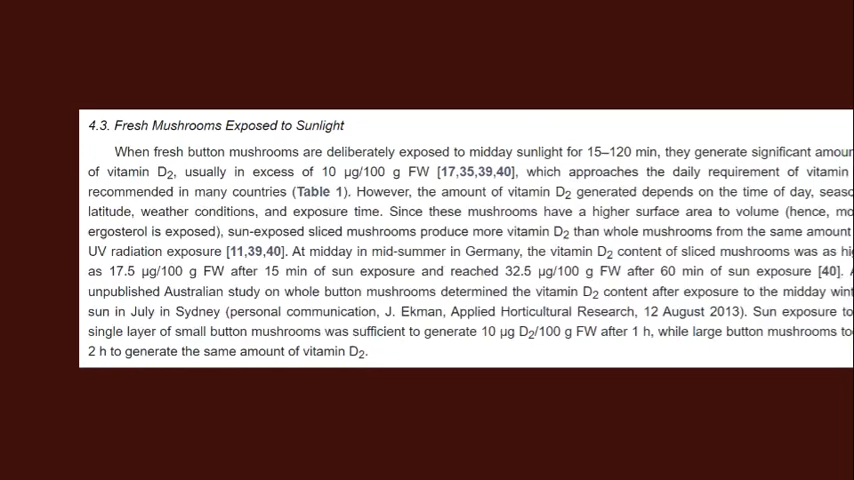 4.3. Fresh Mushrooms Exposed to Sunlight
When fresh button mushrooms are deliberately exposed to midday sunlight for 15–120 min, they generate significant
of vitamin D2, usually in excess of 10 µg/100 g FW [17,35,39,40], which approaches the daily requirement of vitamin
recommended in many countries (Table 1). However, the amount of vitamin D2 generated depends on the time of day,
latitude, weather conditions, and exposure time. Since these mushrooms have a higher surface area to volume (hence,
ergosterol is exposed), sun-exposed sliced mushrooms produce more vitamin D2 than whole mushrooms from the same amount
UV radiation exposure [11,39,40]. At midday in mid-summer in Germany, the vitamin D2 content of sliced mushrooms was as
as 17.5 µg/100 g FW after 15 min of sun exposure and reached 32.5 µg/100 g FW after 60 min of sun exposure [40].
unpublished Australian study on whole button mushrooms determined the vitamin D2 content after exposure to the midday
sun in July in Sydney (personal communication, J. Ekman, Applied Horticultural Research, 12 August 2013). Sun exposure to
single layer of small button mushrooms was sufficient to generate 10 µg D2/100 g FW after 1 h, while large button mushrooms
2 h to generate the same amount of vitamin D2.